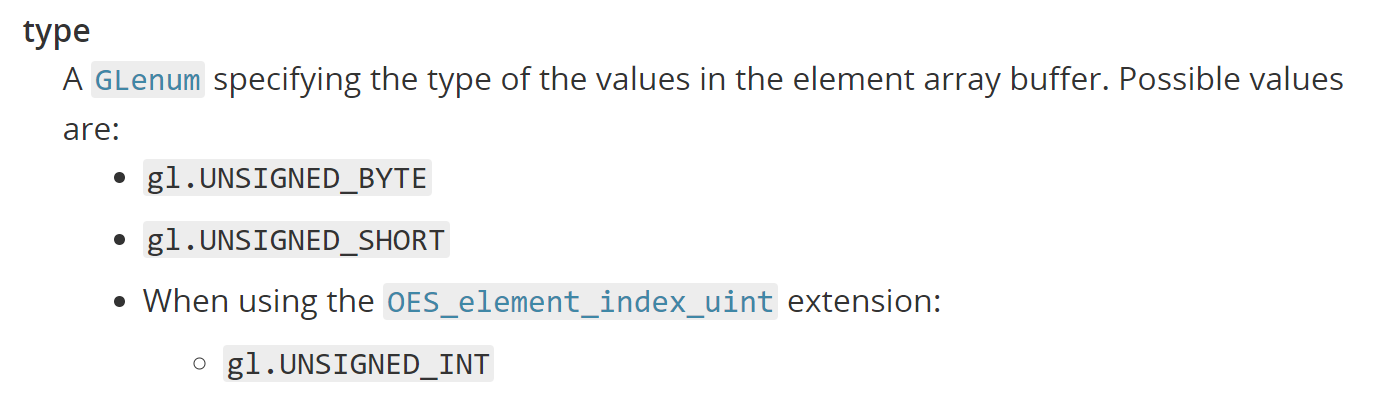 type
A GLenum specifying the type of the values in the element array buffer. Possible values
are:
• gl.UNSIGNED_BYTE
• gl.UNSIGNED_SHORT
• When using the OES_element_index_uint extension:
◦ gl.UNSIGNED_INT